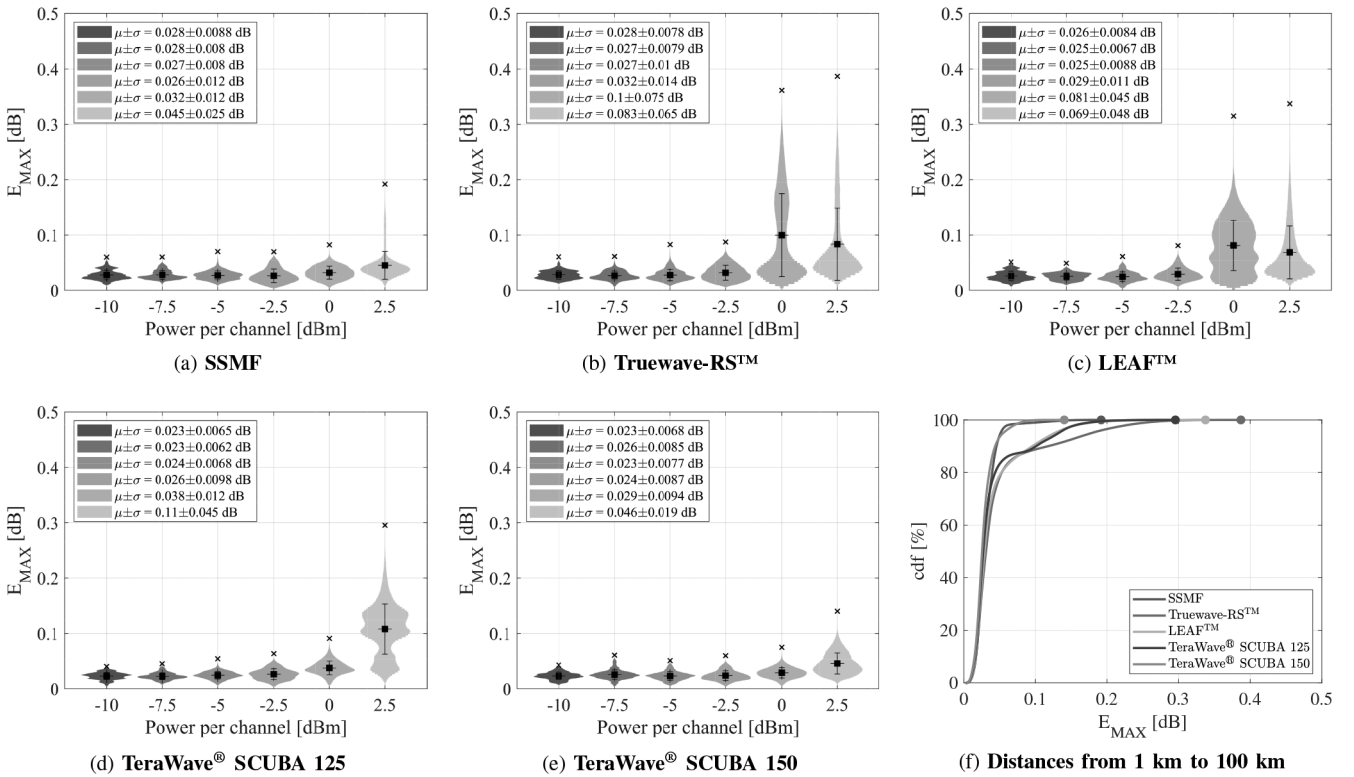 0.5
0.4
0.3
0.2
0.1
0
E_MAX [dB]
μ±σ = 0.028±0.0088 dB
μ±σ = 0.028±0.008 dB
μ±σ = 0.027±0.008 dB
μ±σ = 0.026±0.012 dB
μ±σ = 0.032±0.012 dB
μ±σ = 0.045±0.025 dB
-10 -7.5 -5 -2.5 0 2.5
Power per channel [dBm]
(a) SSMF
0.5
0.4
0.3
0.2
0.1
0
E_MAX [dB]
μ±σ = 0.028±0.0078 dB
μ±σ = 0.027±0.0079 dB
μ±σ = 0.027±0.01 dB
μ±σ = 0.032±0.014 dB
μ±σ = 0.1±0.075 dB
μ±σ = 0.083±0.065 dB
-10 -7.5 -5 -2.5 0 2.5
Power per channel [dBm]
(b) Truewave-RS™
0.5
0.4
0.3
0.2
0.1
0
E_MAX [dB]
μ±σ = 0.026±0.0084 dB
μ±σ = 0.025±0.0067 dB
μ±σ = 0.025±0.0088 dB
μ±σ = 0.029±0.011 dB
μ±σ = 0.081±0.045 dB
μ±σ = 0.069±0.048 dB
-10 -7.5 -5 -2.5 0 2.5
Power per channel [dBm]
(c) LEAF™
0.5
0.4
0.3
0.2
0.1
0
E_MAX [dB]
μ±σ = 0.023±0.0065 dB
μ±σ = 0.023±0.0062 dB
μ±σ = 0.024±0.0068 dB
μ±σ = 0.026±0.0098 dB
μ±σ = 0.038±0.012 dB
μ±σ = 0.11±0.045 dB
-10 -7.5 -5 -2.5 0 2.5
Power per channel [dBm]
(d) TeraWave® SCUBA 125
0.5
0.4
0.3
0.2
0.1
0
E_MAX [dB]
μ±σ = 0.023±0.0068 dB
μ±σ = 0.026±0.0085 dB
μ±σ = 0.023±0.0077 dB
μ±σ = 0.024±0.0087 dB
μ±σ = 0.029±0.0094 dB
μ±σ = 0.046±0.019 dB
-10 -7.5 -5 -2.5 0 2.5
Power per channel [dBm]
(e) TeraWave® SCUBA 150
100
80
60
40
20
0
cdf [%]
SSMF
Truewave-RS™
LEAF™
TeraWave® SCUBA 125
TeraWave® SCUBA 150
0 0.1 0.2 0.3 0.4 0.5
E_MAX [dB]
(f) Distances from 1 km to 100 km